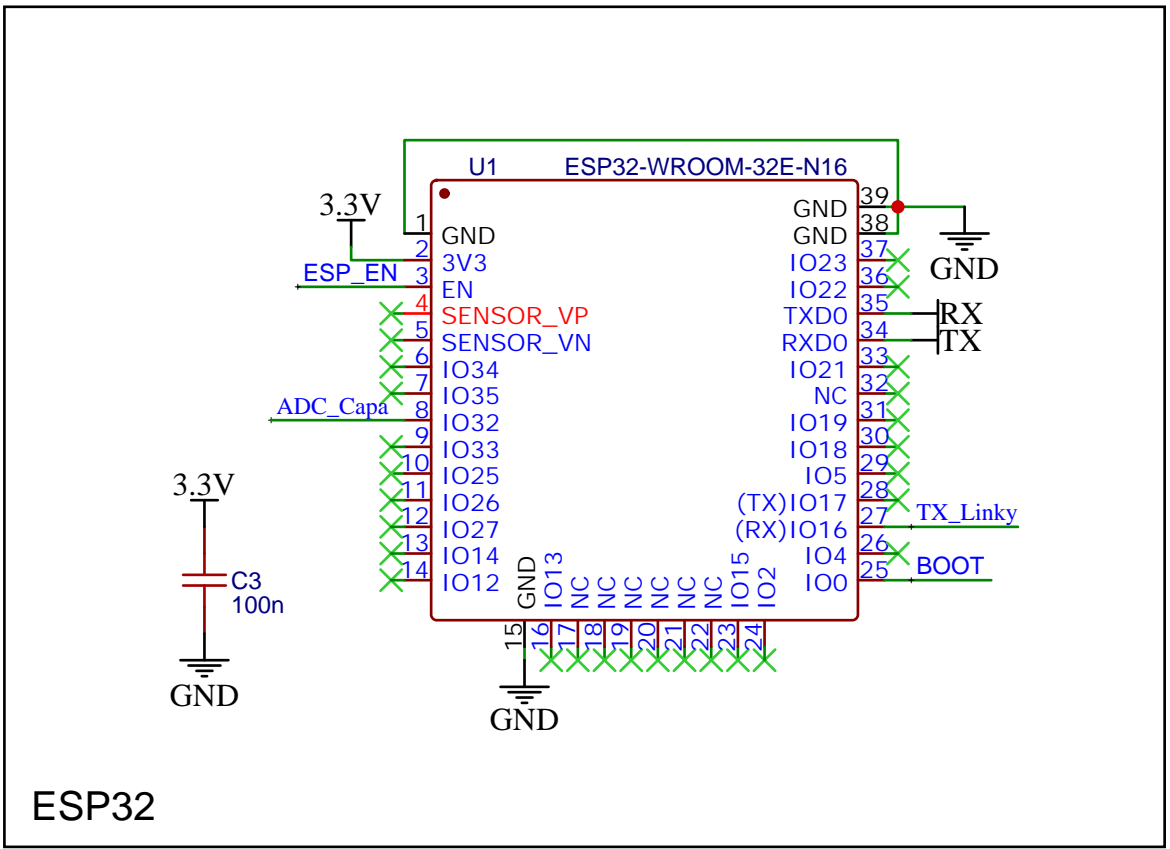 U1 ESP32-WROOM-32E-N16
3.3V
1 GND
2 3V3
ESP_EN 3 EN
4 SENSOR_VP
5 SENSOR_VN
6 IO34
7 IO35
ADC_Capa 8 IO32
9 IO33
10 IO25
11 IO26
12 IO27
13 IO14
14 IO12
GND 39
GND 38
GND
IO23 37
IO22 36
TXD0 35 RX
RXD0 34 TX
IO21 33
NC 32
IO19 31
IO18 30
IO5 29
(TX)IO17 28
(RX)IO16 27 TX_Linky
IO4 26
IO0 25 BOOT
GND 15
IO13 16
NC 17
NC 18
NC 19
NC 20
NC 21
NC 22
IO15 23
IO2 24
GND
3.3V
C3
100n
GND
ESP32